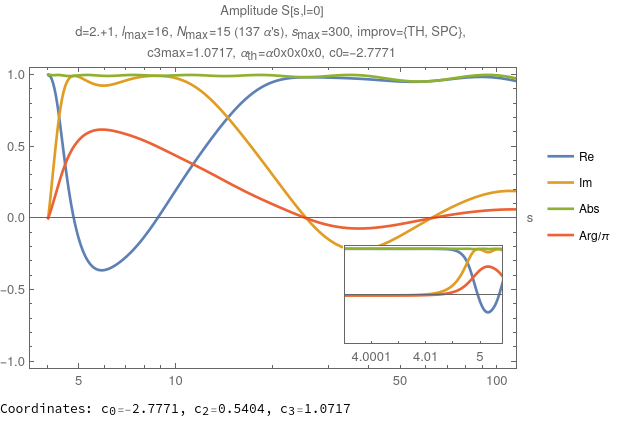 Amplitude S[s,l=0]
d=2.+1, lmax=16, Nmax=15 (137 α's), smax=300, improv={TH, SPC},
c3max=1.0717, αth=α0x0x0x0, c0=-2.7771
1.0
0.5
0.0
-0.5
-1.0
s
5
10
50
100
4.0001
4.01
5
Re
Im
Abs
Arg/π
Coordinates: c0=-2.7771, c2=0.5404, c3=1.0717